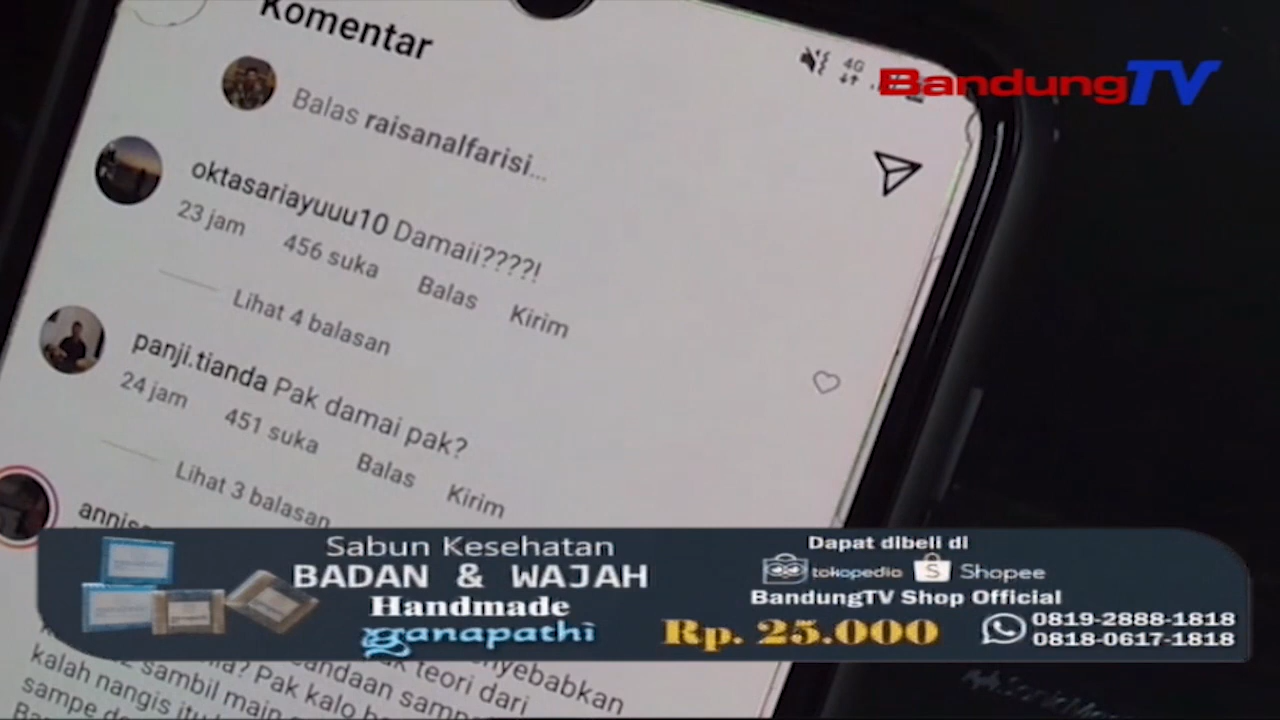 Komentar
4G
BandungTV
Balas raisanalfarisi...
oktasariayuuu10 Damaii????!
23 jam 456 suka Balas Kirim
Lihat 4 balasan
panji.tianda Pak damai pak?
24 jam 451 suka Balas Kirim
Lihat 3 balasan
Sabun Kesehatan
BADAN & WAJAH
Handmade
ganapathi
Rp. 25.000
Dapat dibeli di
tokopedia Shopee
BandungTV Shop Official
0819-2888-1818
0818-0617-1818
teori dari
sambil main
kalah nangis
Pak kalo